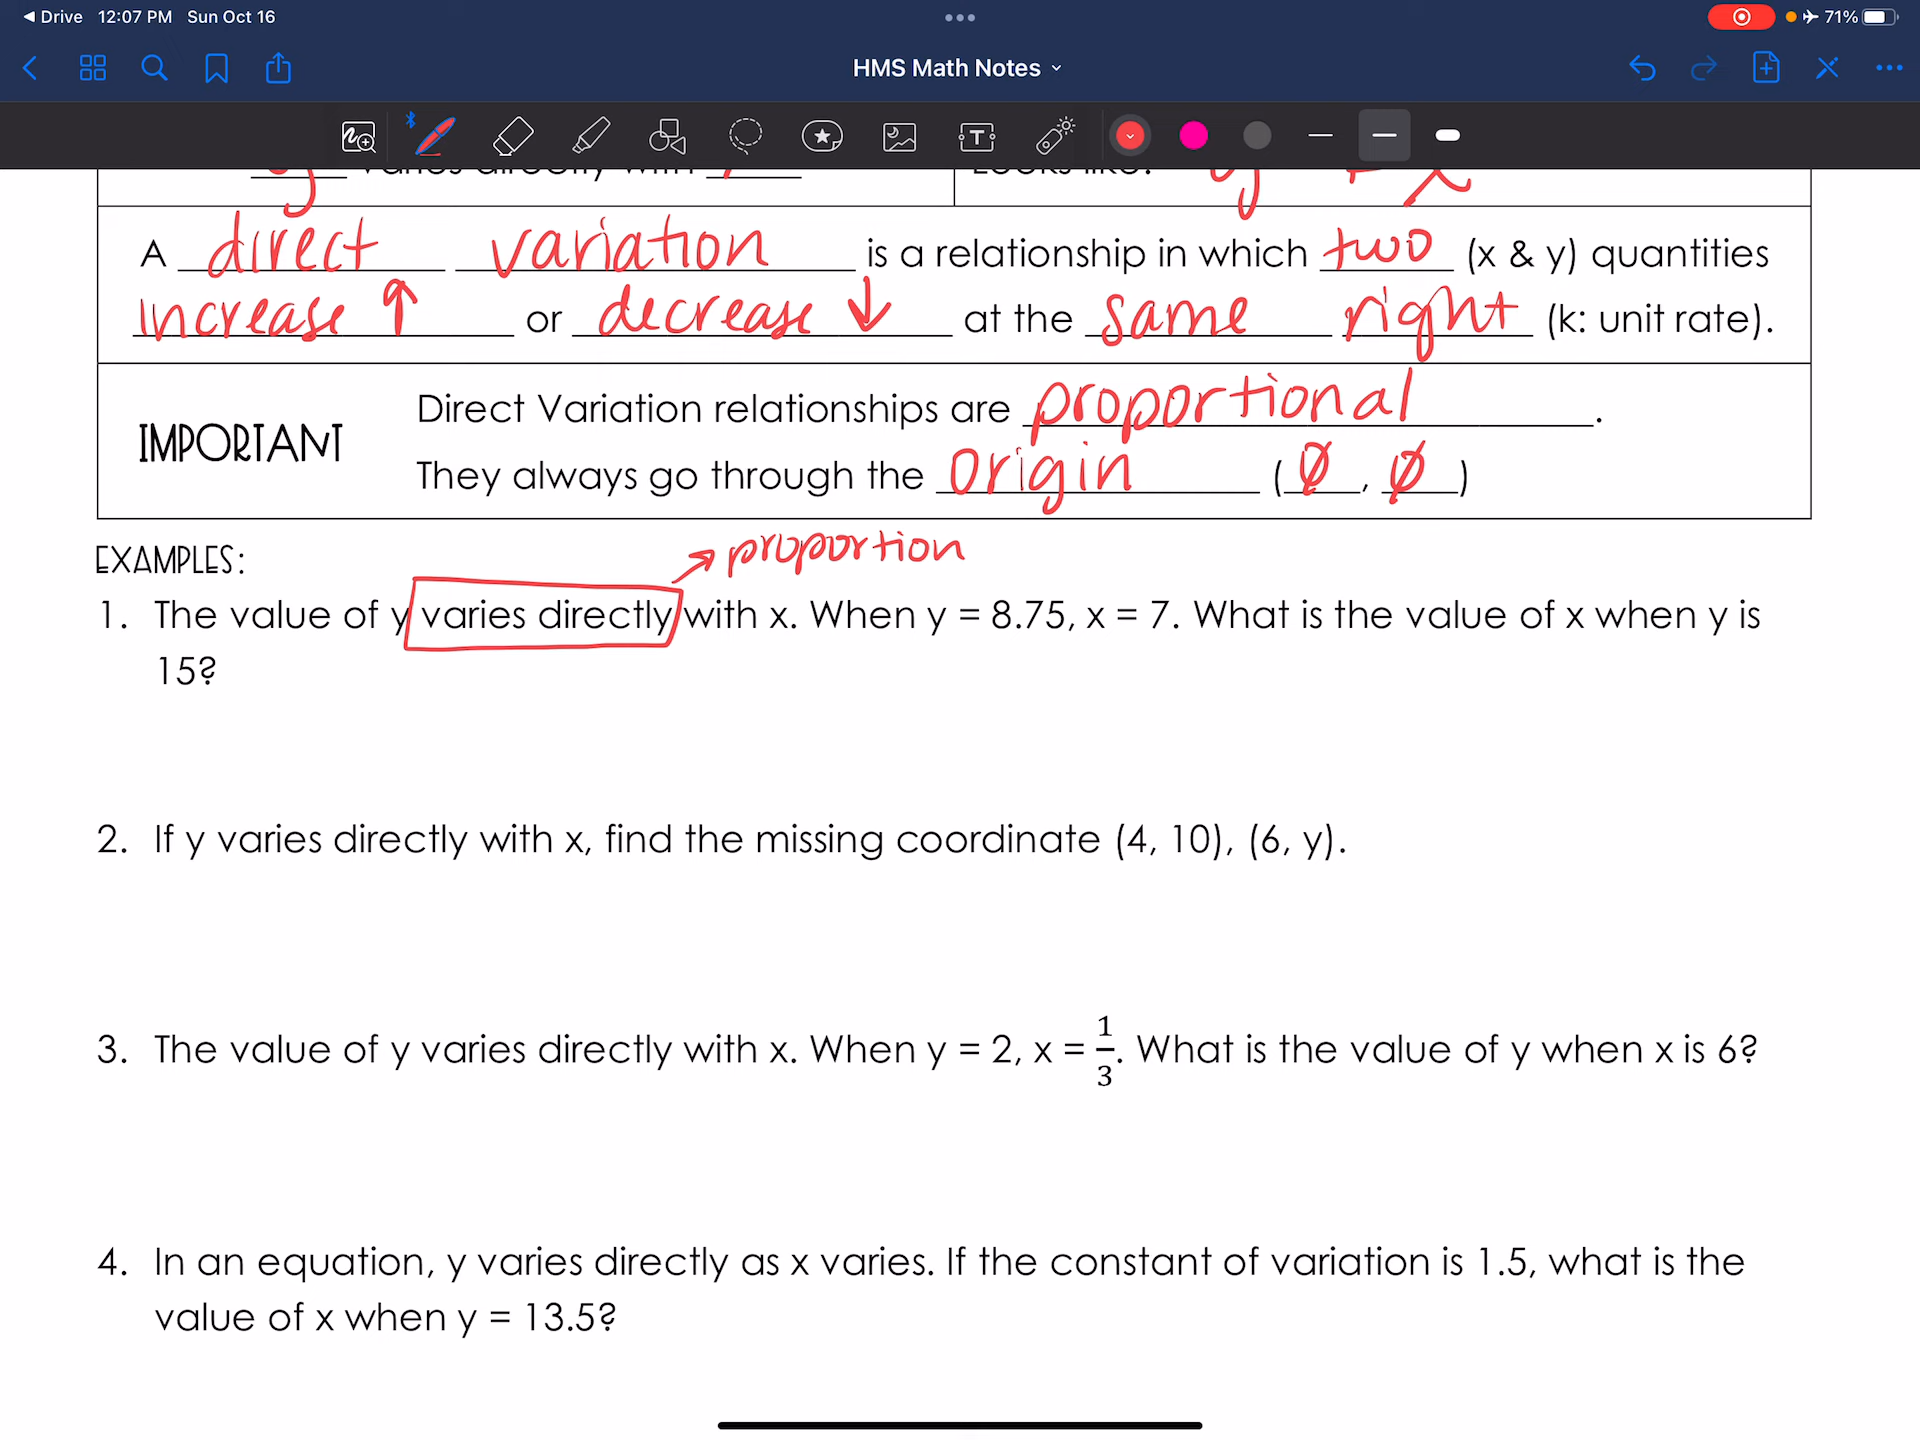 Drive 12:07 PM Sun Oct 16 71%
HMS Math Notes
T
y varies directly with
Looks like: y x
A direct variation is a relationship in which two (x & y) quantities
increase ↑ or decrease ↓ at the same right (k: unit rate).
IMPORTANT
Direct Variation relationships are proportional.
They always go through the origin (0, 0)
EXAMPLES:
→ proportion
1. The value of y varies directly with x. When y = 8.75, x = 7. What is the value of x when y is
15?
2. If y varies directly with x, find the missing coordinate (4, 10), (6, y).
3. The value of y varies directly with x. When y = 2, x = 1/3. What is the value of y when x is 6?
4. In an equation, y varies directly as x varies. If the constant of variation is 1.5, what is the
value of x when y = 13.5?